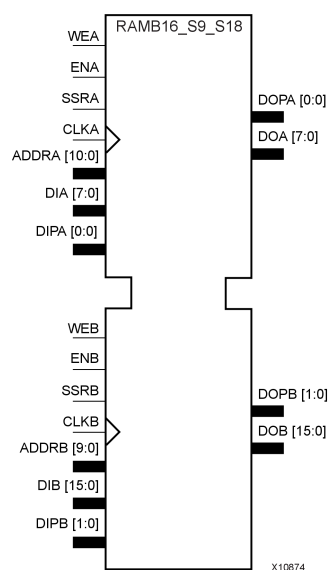 RAMB16_S9_S18
WEA
ENA
SSRA
CLKA
ADDRA [10:0]
DIA [7:0]
DIPA [0:0]
DOPA [0:0]
DOA [7:0]
WEB
ENB
SSRB
CLKB
ADDRB [9:0]
DIB [15:0]
DIPB [1:0]
DOPB [1:0]
DOB [15:0]
X10874